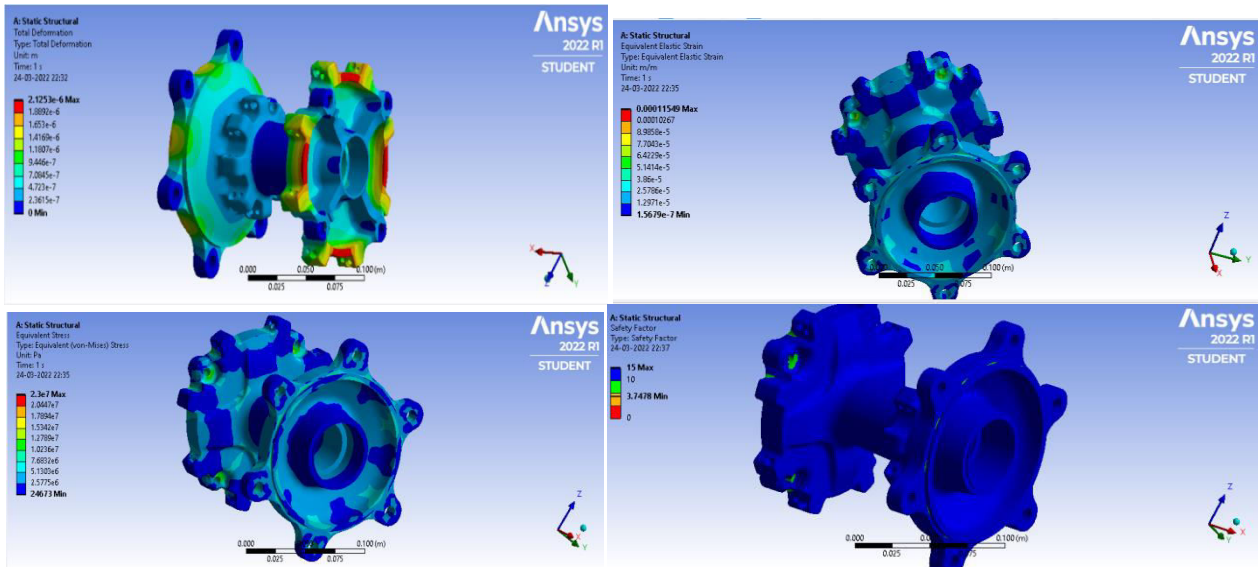 A: Static Structural
Total Deformation
Type: Total Deformation
Unit: m
Time: 1 s
24-03-2022 22:32
2.1253e-6 Max
1.8892e-6
1.653e-6
1.4169e-6
1.1807e-6
9.446e-7
7.0845e-7
4.723e-7
2.3615e-7
0 Min
Ansys
2022 R1
STUDENT
X
Z
Y
0.000
0.050
0.100 (m)
0.025
0.075
A: Static Structural
Equivalent Elastic Strain
Type: Equivalent Elastic Strain
Unit: m/m
Time: 1 s
24-03-2022 22:35
0.00011549 Max
0.00010267
8.9858e-5
7.7043e-5
6.4229e-5
5.1414e-5
3.86e-5
2.5786e-5
1.2971e-5
1.5679e-7 Min
Ansys
2022 R1
STUDENT
Z
Y
X
0.000
0.050
0.100 (m)
0.025
0.075
A: Static Structural
Equivalent Stress
Type: Equivalent (von-Mises) Stress
Unit: Pa
Time: 1 s
24-03-2022 22:35
2.3e7 Max
2.0447e7
1.7894e7
1.5342e7
1.2789e7
1.0236e7
7.6832e6
5.1303e6
2.5775e6
24673 Min
Ansys
2022 R1
STUDENT
Z
X
Y
0.000
0.050
0.100 (m)
0.025
0.075
A: Static Structural
Safety Factor
Type: Safety Factor
Time: 1 s
24-03-2022 22:37
15 Max
10
3.7478 Min
0
Ansys
2022 R1
STUDENT
Z
X
Y
0.000
0.050
0.100 (m)
0.025
0.075